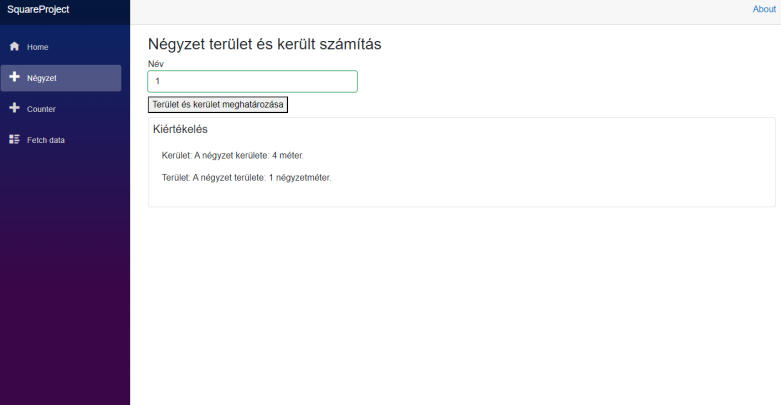 SquareProject
About
Home
Négyzet
Counter
Fetch data
Négyzet terület és került számítás
Név
1
Terület és kerület meghatározása
Kiértékelés
Kerület: A négyzet kerülete: 4 méter.
Terület: A négyzet területe: 1 négyzetméter.